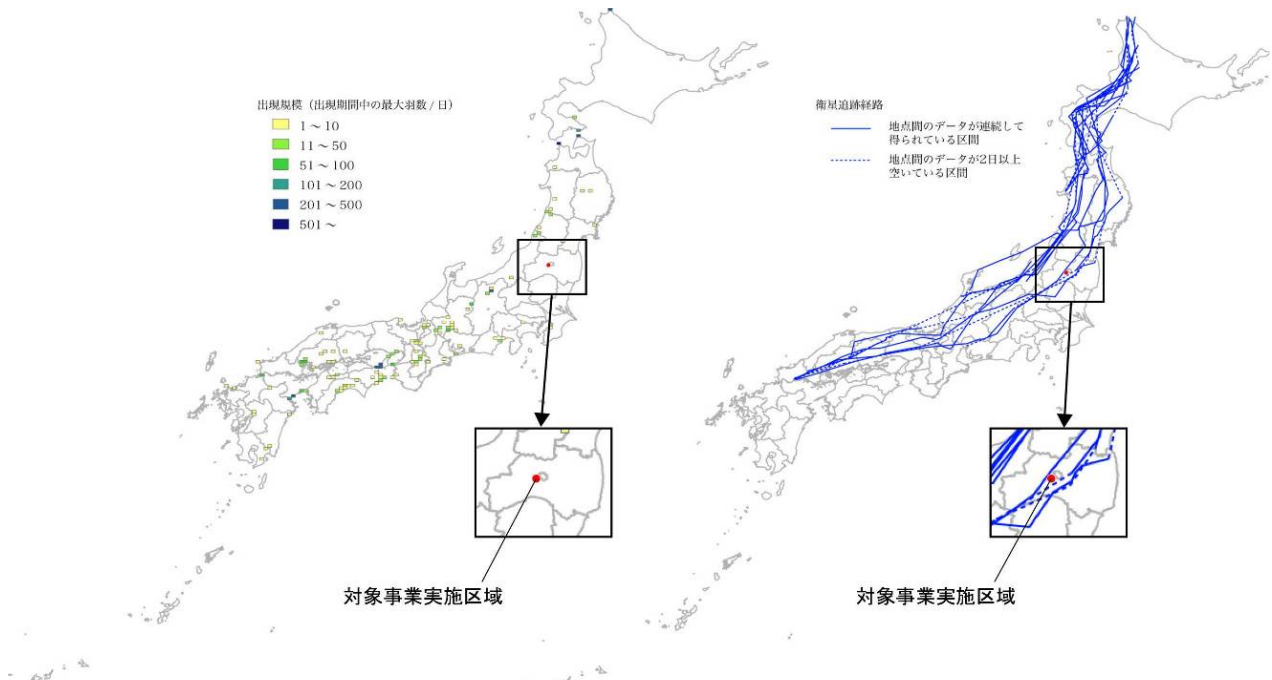 出現規模（出現期間中の最大羽数 / 日）
1～10
11～50
51～100
101～200
201～500
501～
対象事業実施区域
衛星追跡経路
地点間のデータが連続して
得られている区間
地点間のデータが2日以上
空いている区間
対象事業実施区域